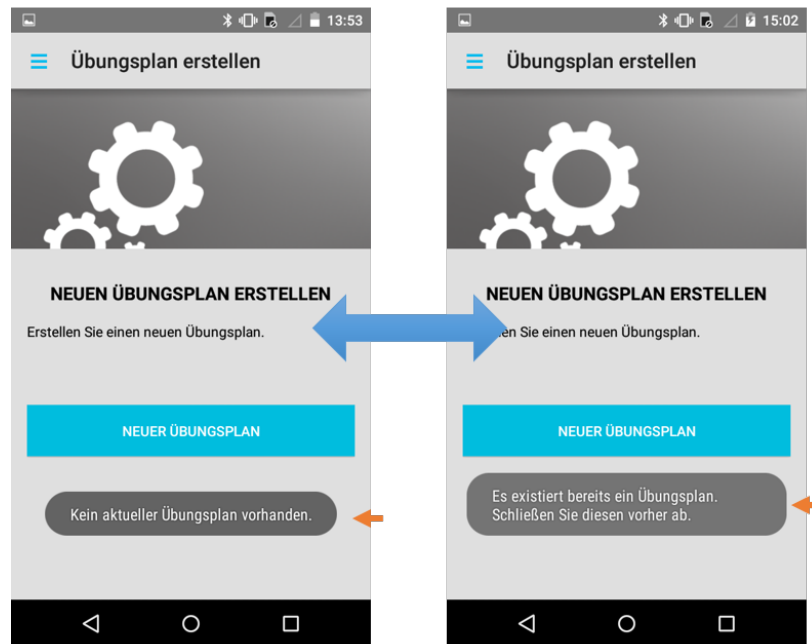 13:53
Übungsplan erstellen
NEUEN ÜBUNGSPLAN ERSTELLEN
Erstellen Sie einen neuen Übungsplan.
NEUER ÜBUNGSPLAN
Kein aktueller Übungsplan vorhanden.
15:02
Übungsplan erstellen
NEUEN ÜBUNGSPLAN ERSTELLEN
Sie einen neuen Übungsplan.
NEUER ÜBUNGSPLAN
Es existiert bereits ein Übungsplan.
Schließen Sie diesen vorher ab.